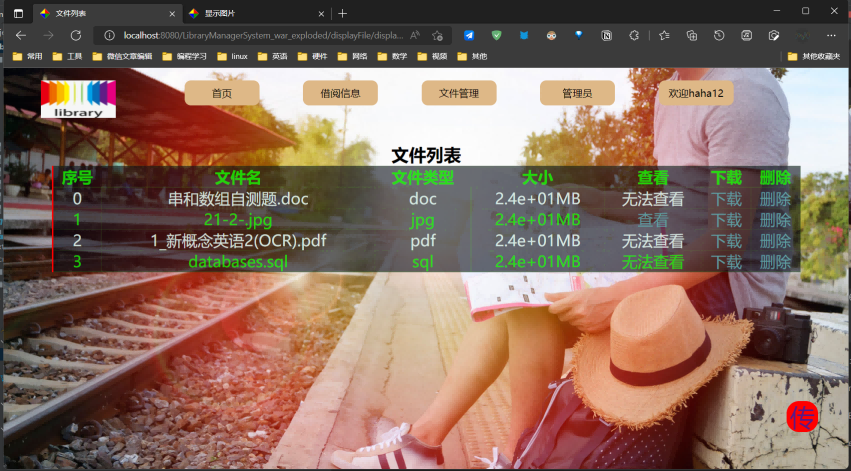 文件列表
显示图片
localhost:8080/LibraryManagerSystem_war_exploded/displayFile/displa...
常用 工具 微信文章编辑 编程学习 linux 英语 硬件 网络 数学 视频 其他 其他收藏夹
library 首页 借阅信息 文件管理 管理员 欢迎haha12
文件列表
序号 文件名 文件类型 大小 查看 下载 删除
0 串和数组自测题.doc doc 2.4e+01MB 无法查看 下载 删除
1 21-2-.jpg jpg 2.4e+01MB 查看 下载 删除
2 1_新概念英语2(OCR).pdf pdf 2.4e+01MB 无法查看 下载 删除
3 databases.sql sql 2.4e+01MB 无法查看 下载 删除
传